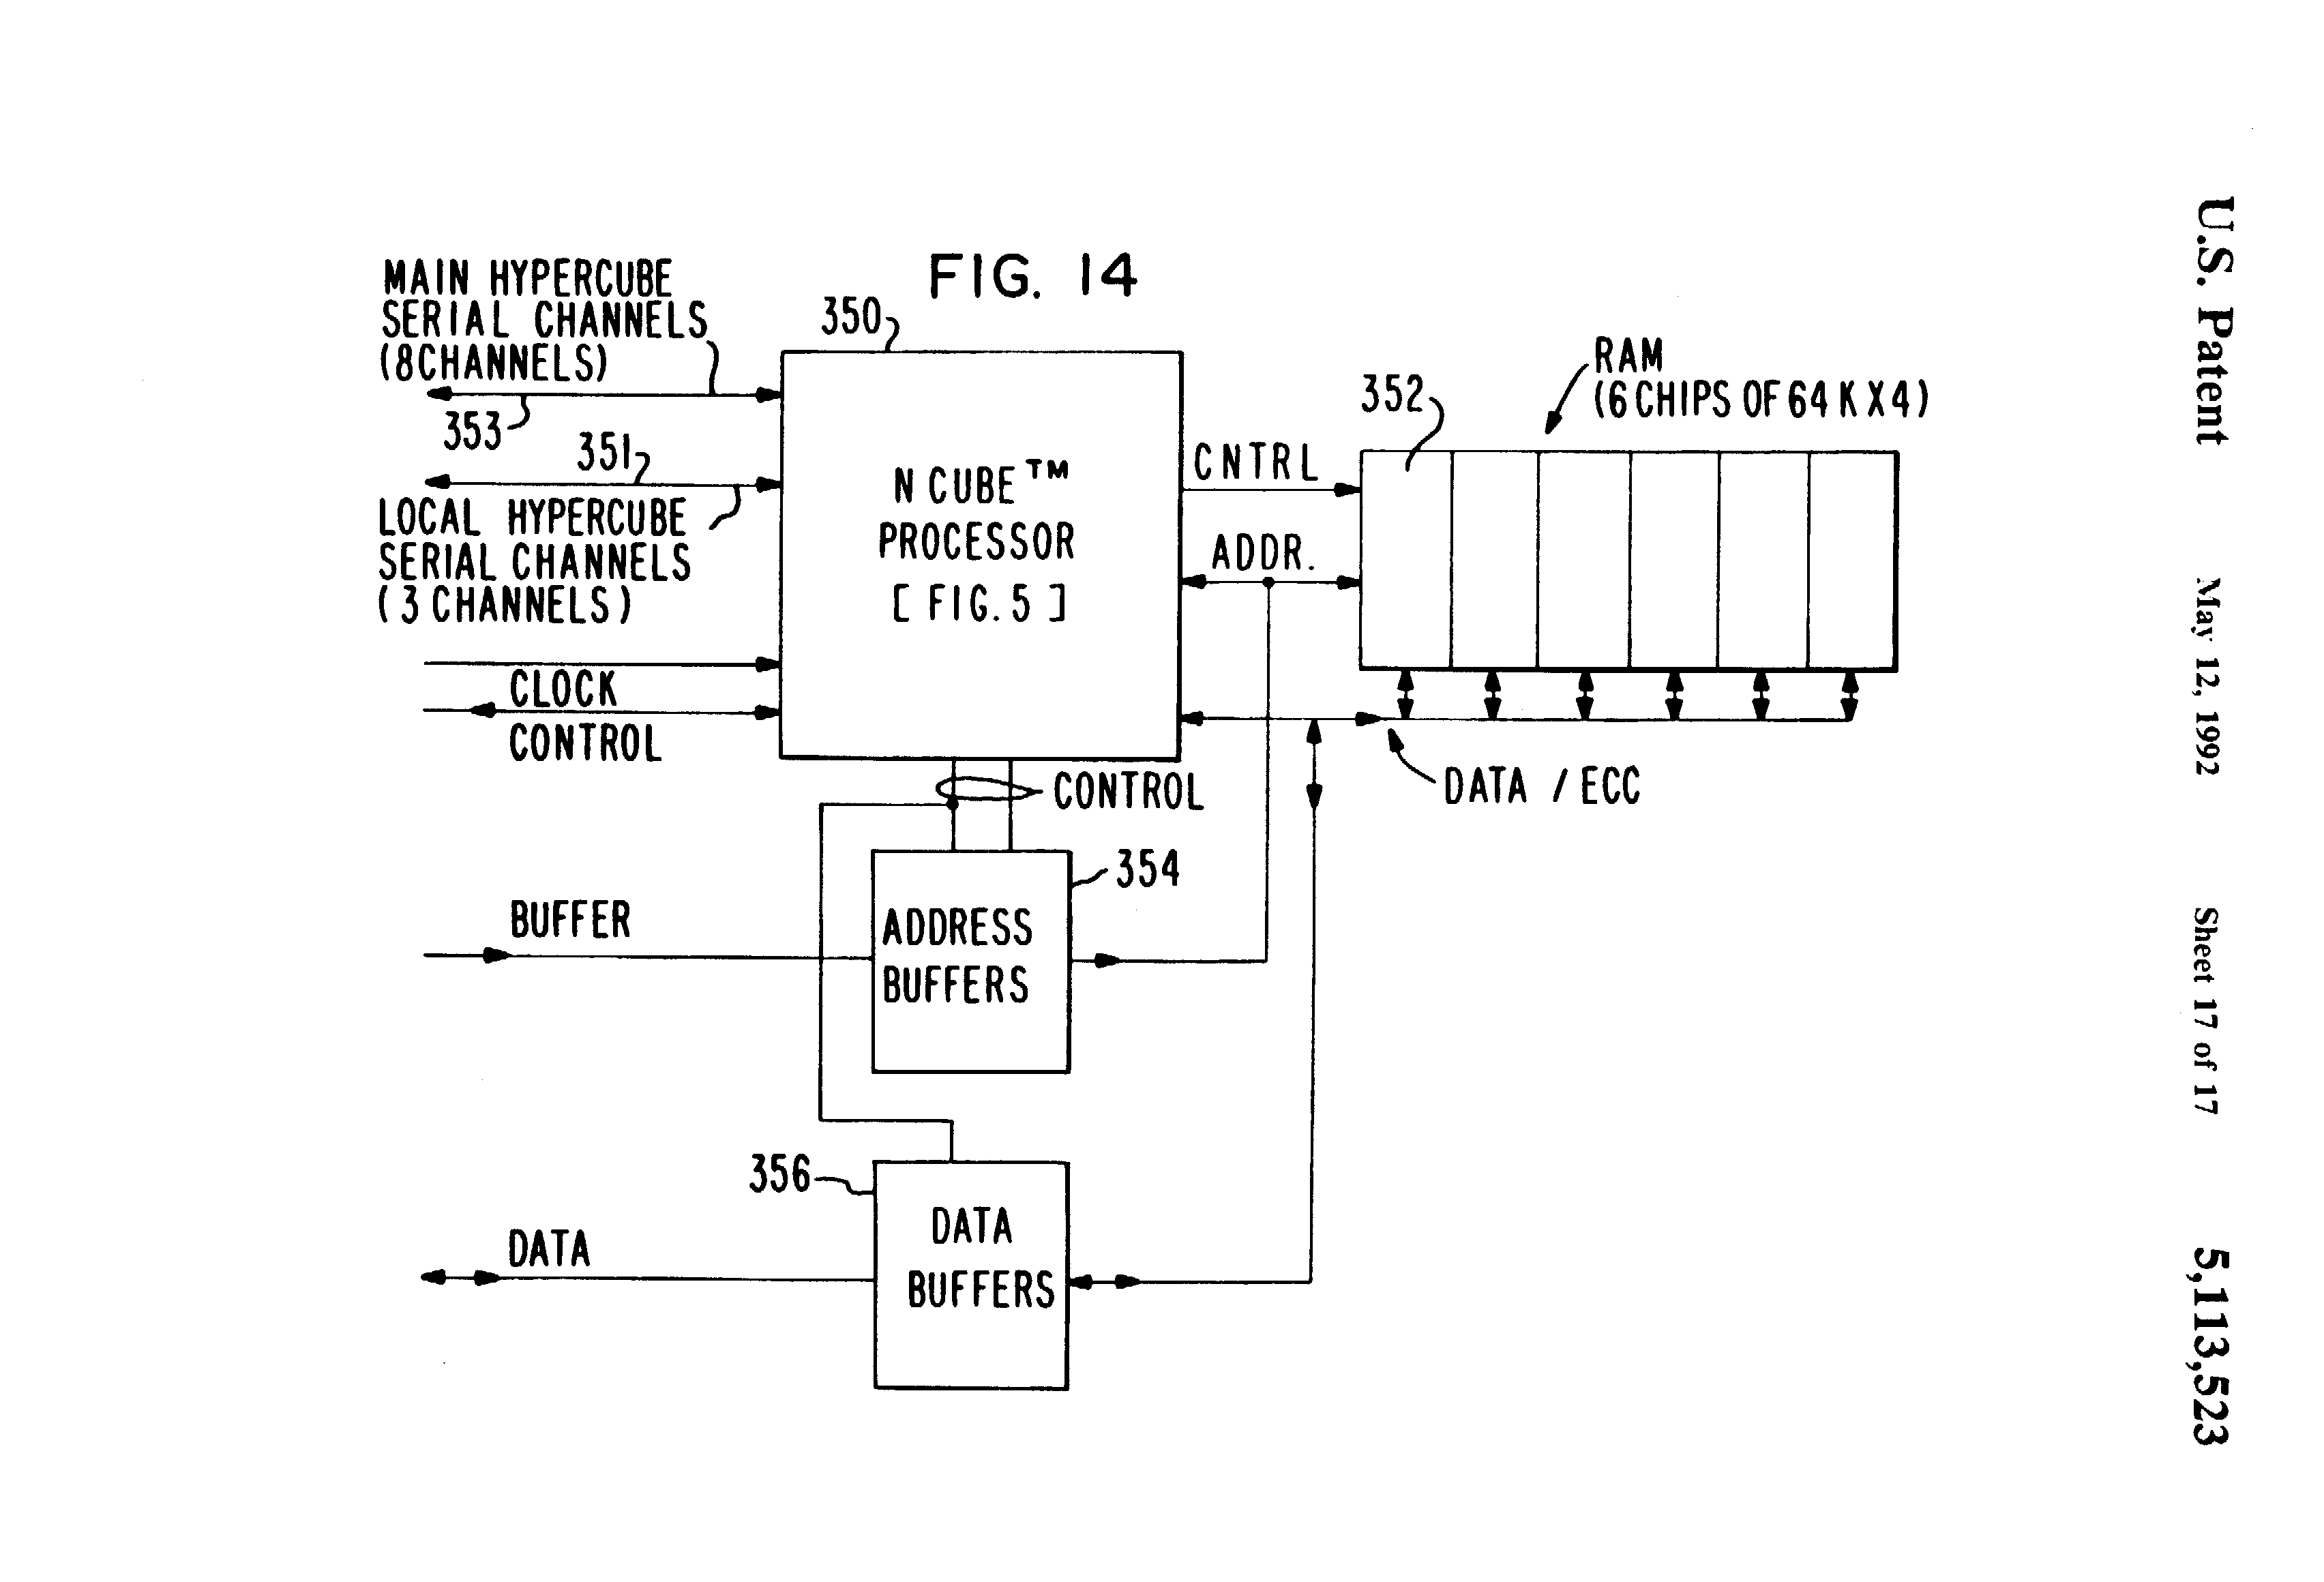 U.S. Patent May 12, 1992 Sheet 17 of 17 5,113,523
FIG. 14
MAIN HYPERCUBE
SERIAL CHANNELS
(8 CHANNELS)
353
351
LOCAL HYPERCUBE
SERIAL CHANNELS
(3 CHANNELS)
CLOCK
CONTROL
350
N CUBE™
PROCESSOR
[ FIG. 5 ]
CNTRL
ADDR.
352
RAM
(6 CHIPS OF 64 K X 4)
DATA / ECC
CONTROL
354
BUFFER
ADDRESS
BUFFERS
356
DATA
DATA
BUFFERS